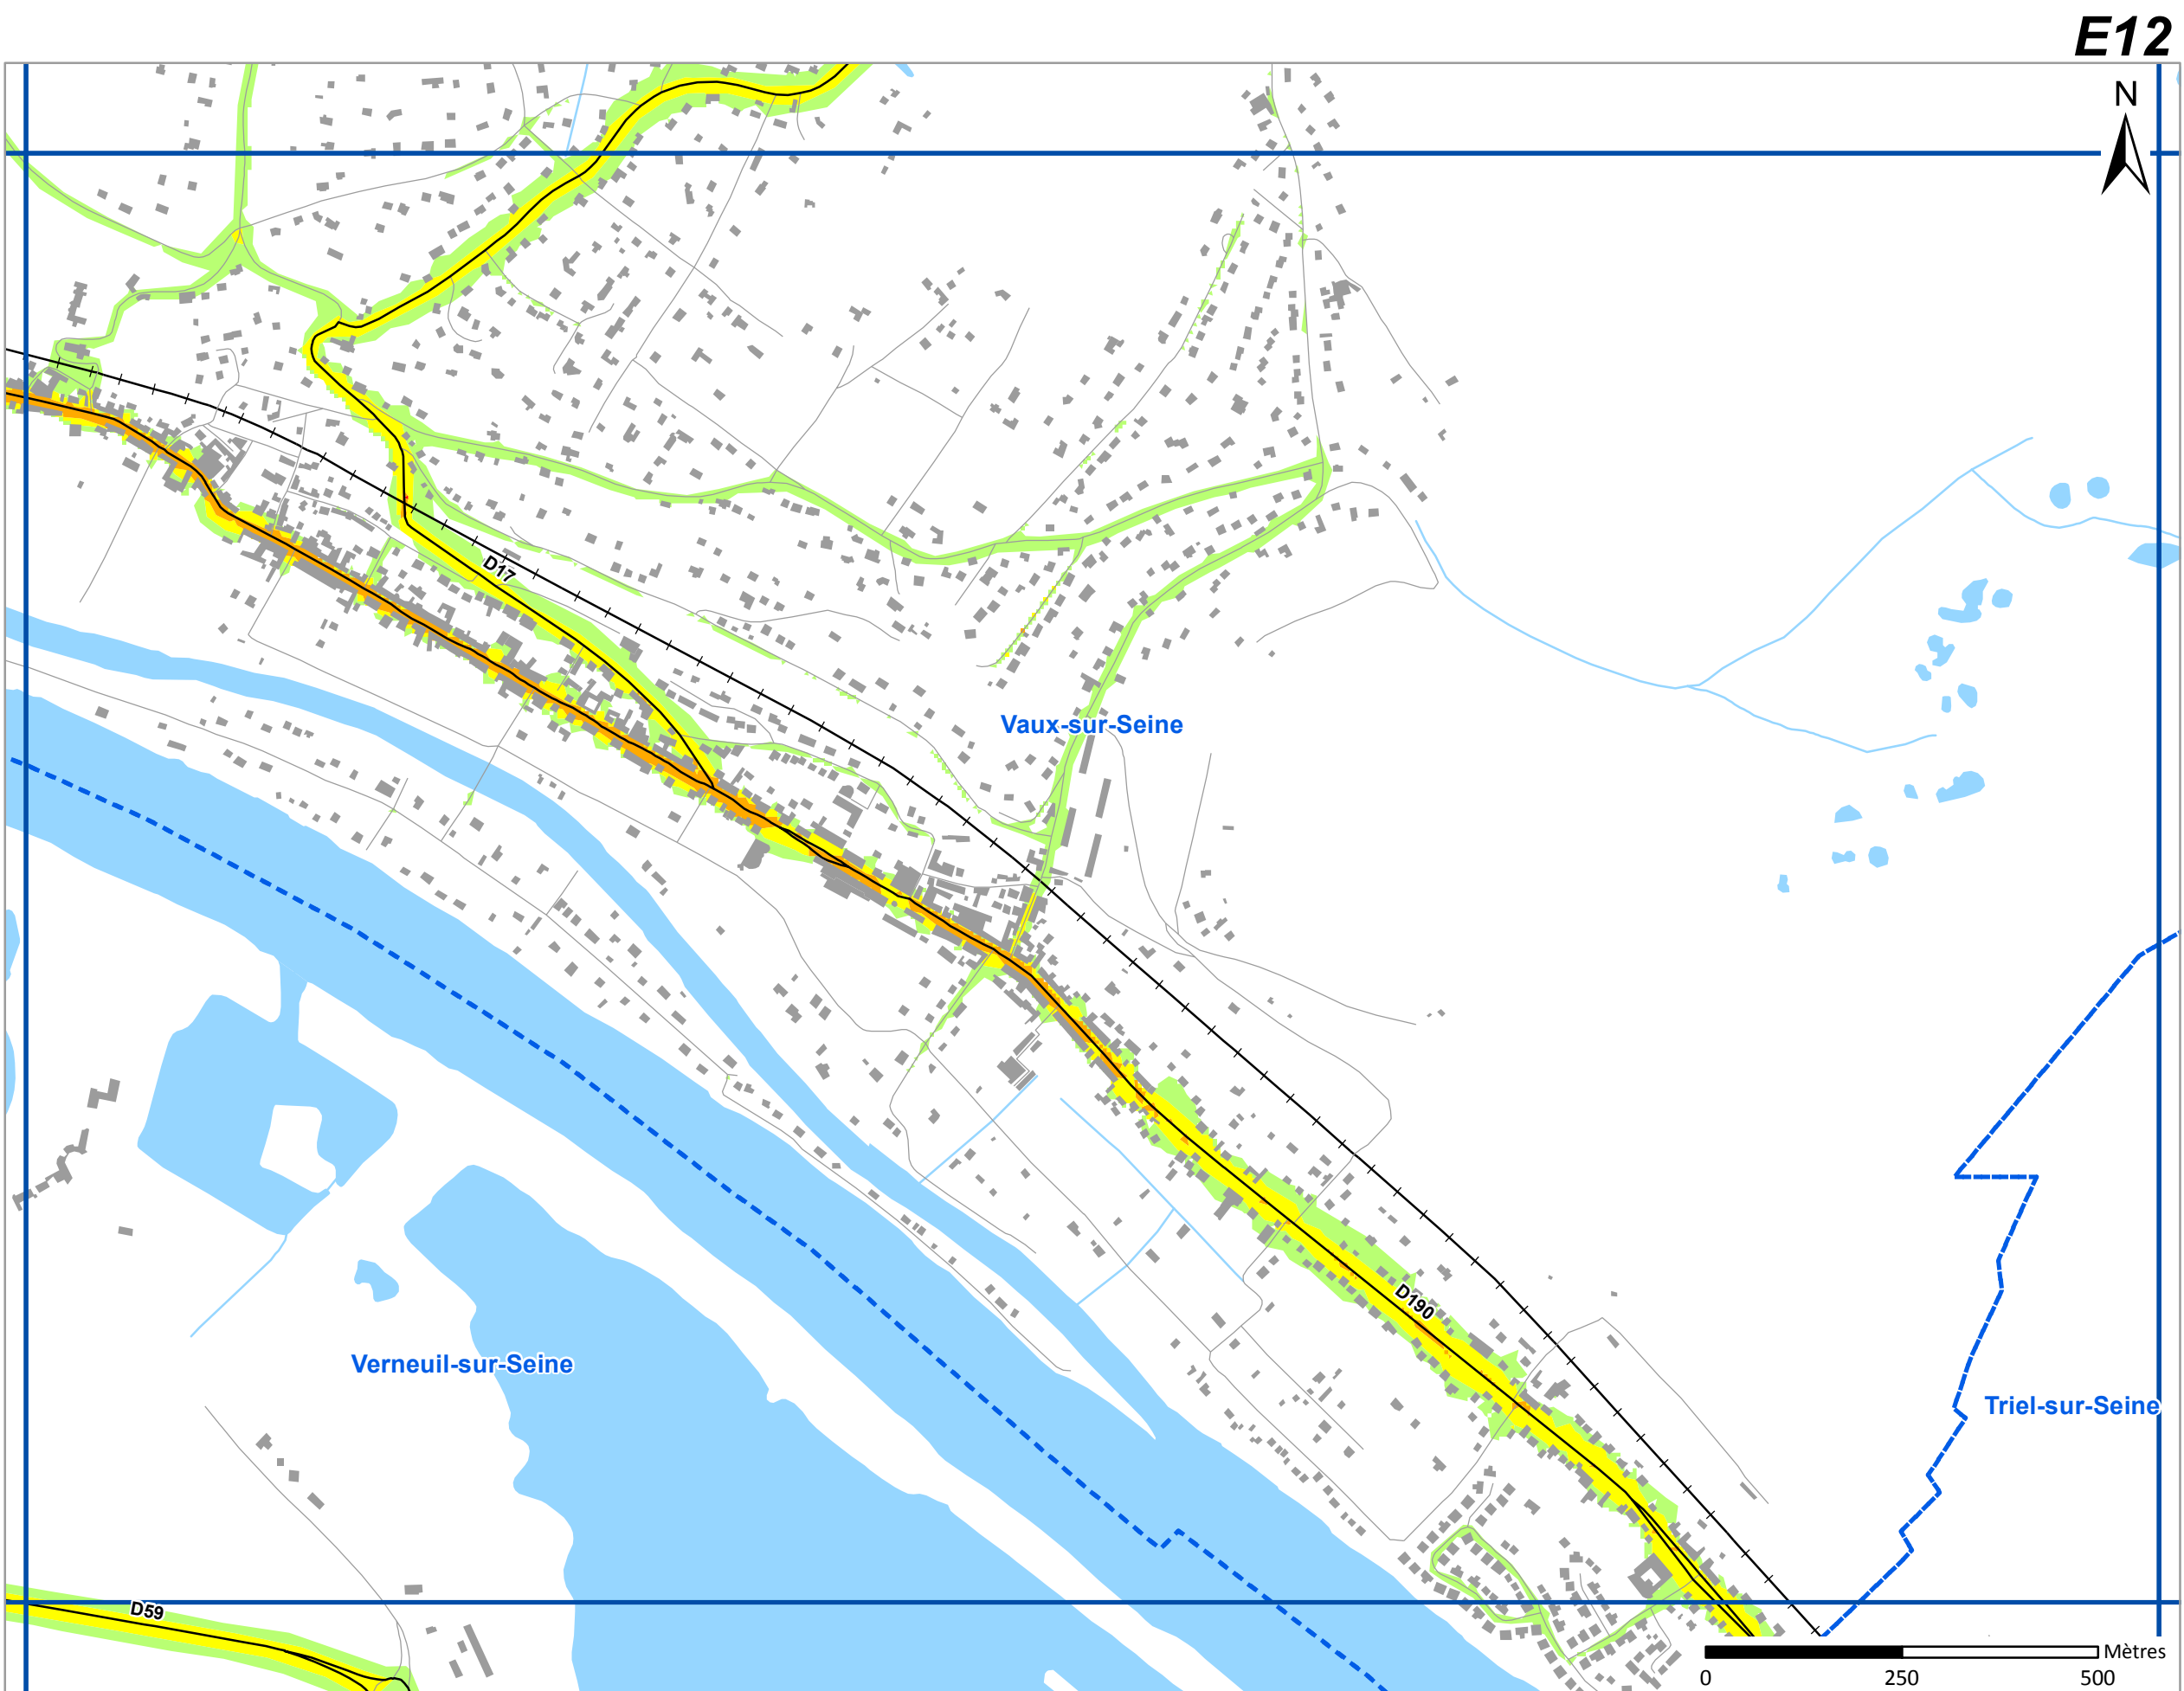 E12
N
D17
Vaux-sur-Seine
D190
Verneuil-sur-Seine
Triel-sur-Seine
D59
Mètres
0 250 500